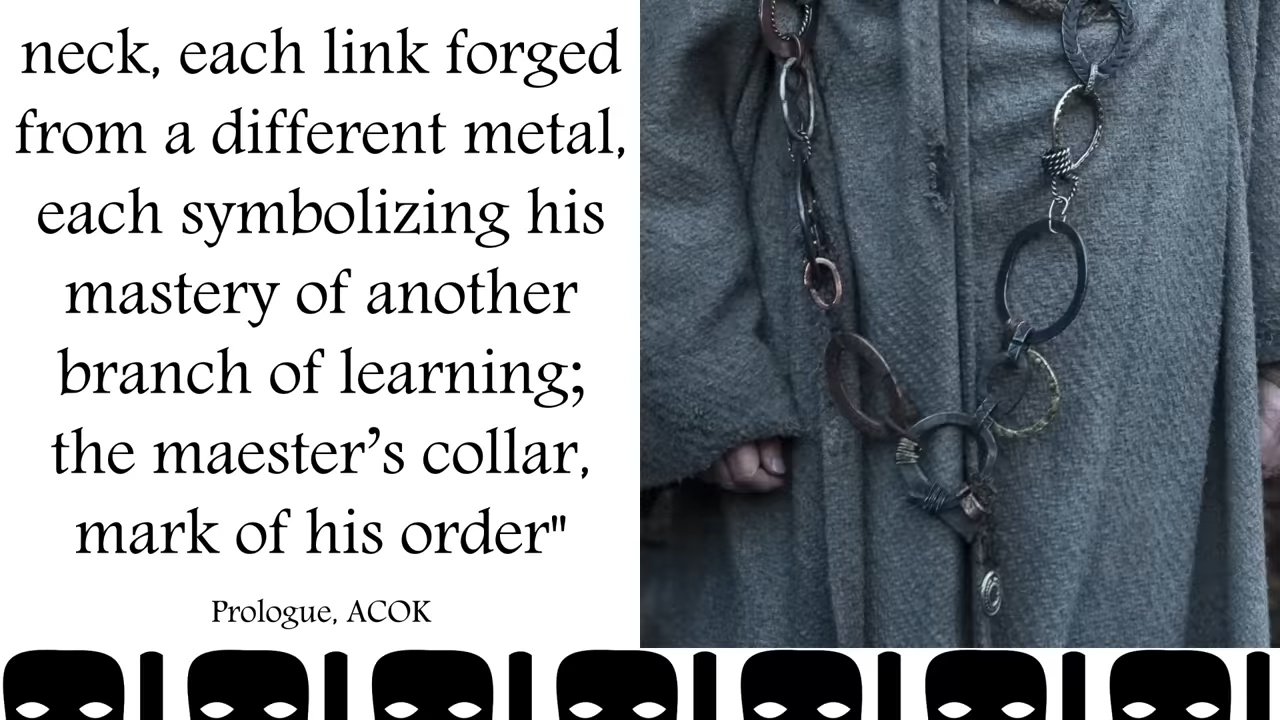 neck, each link forged
from a different metal,
each symbolizing his
mastery of another
branch of learning;
the maester’s collar,
mark of his order"
Prologue, ACOK